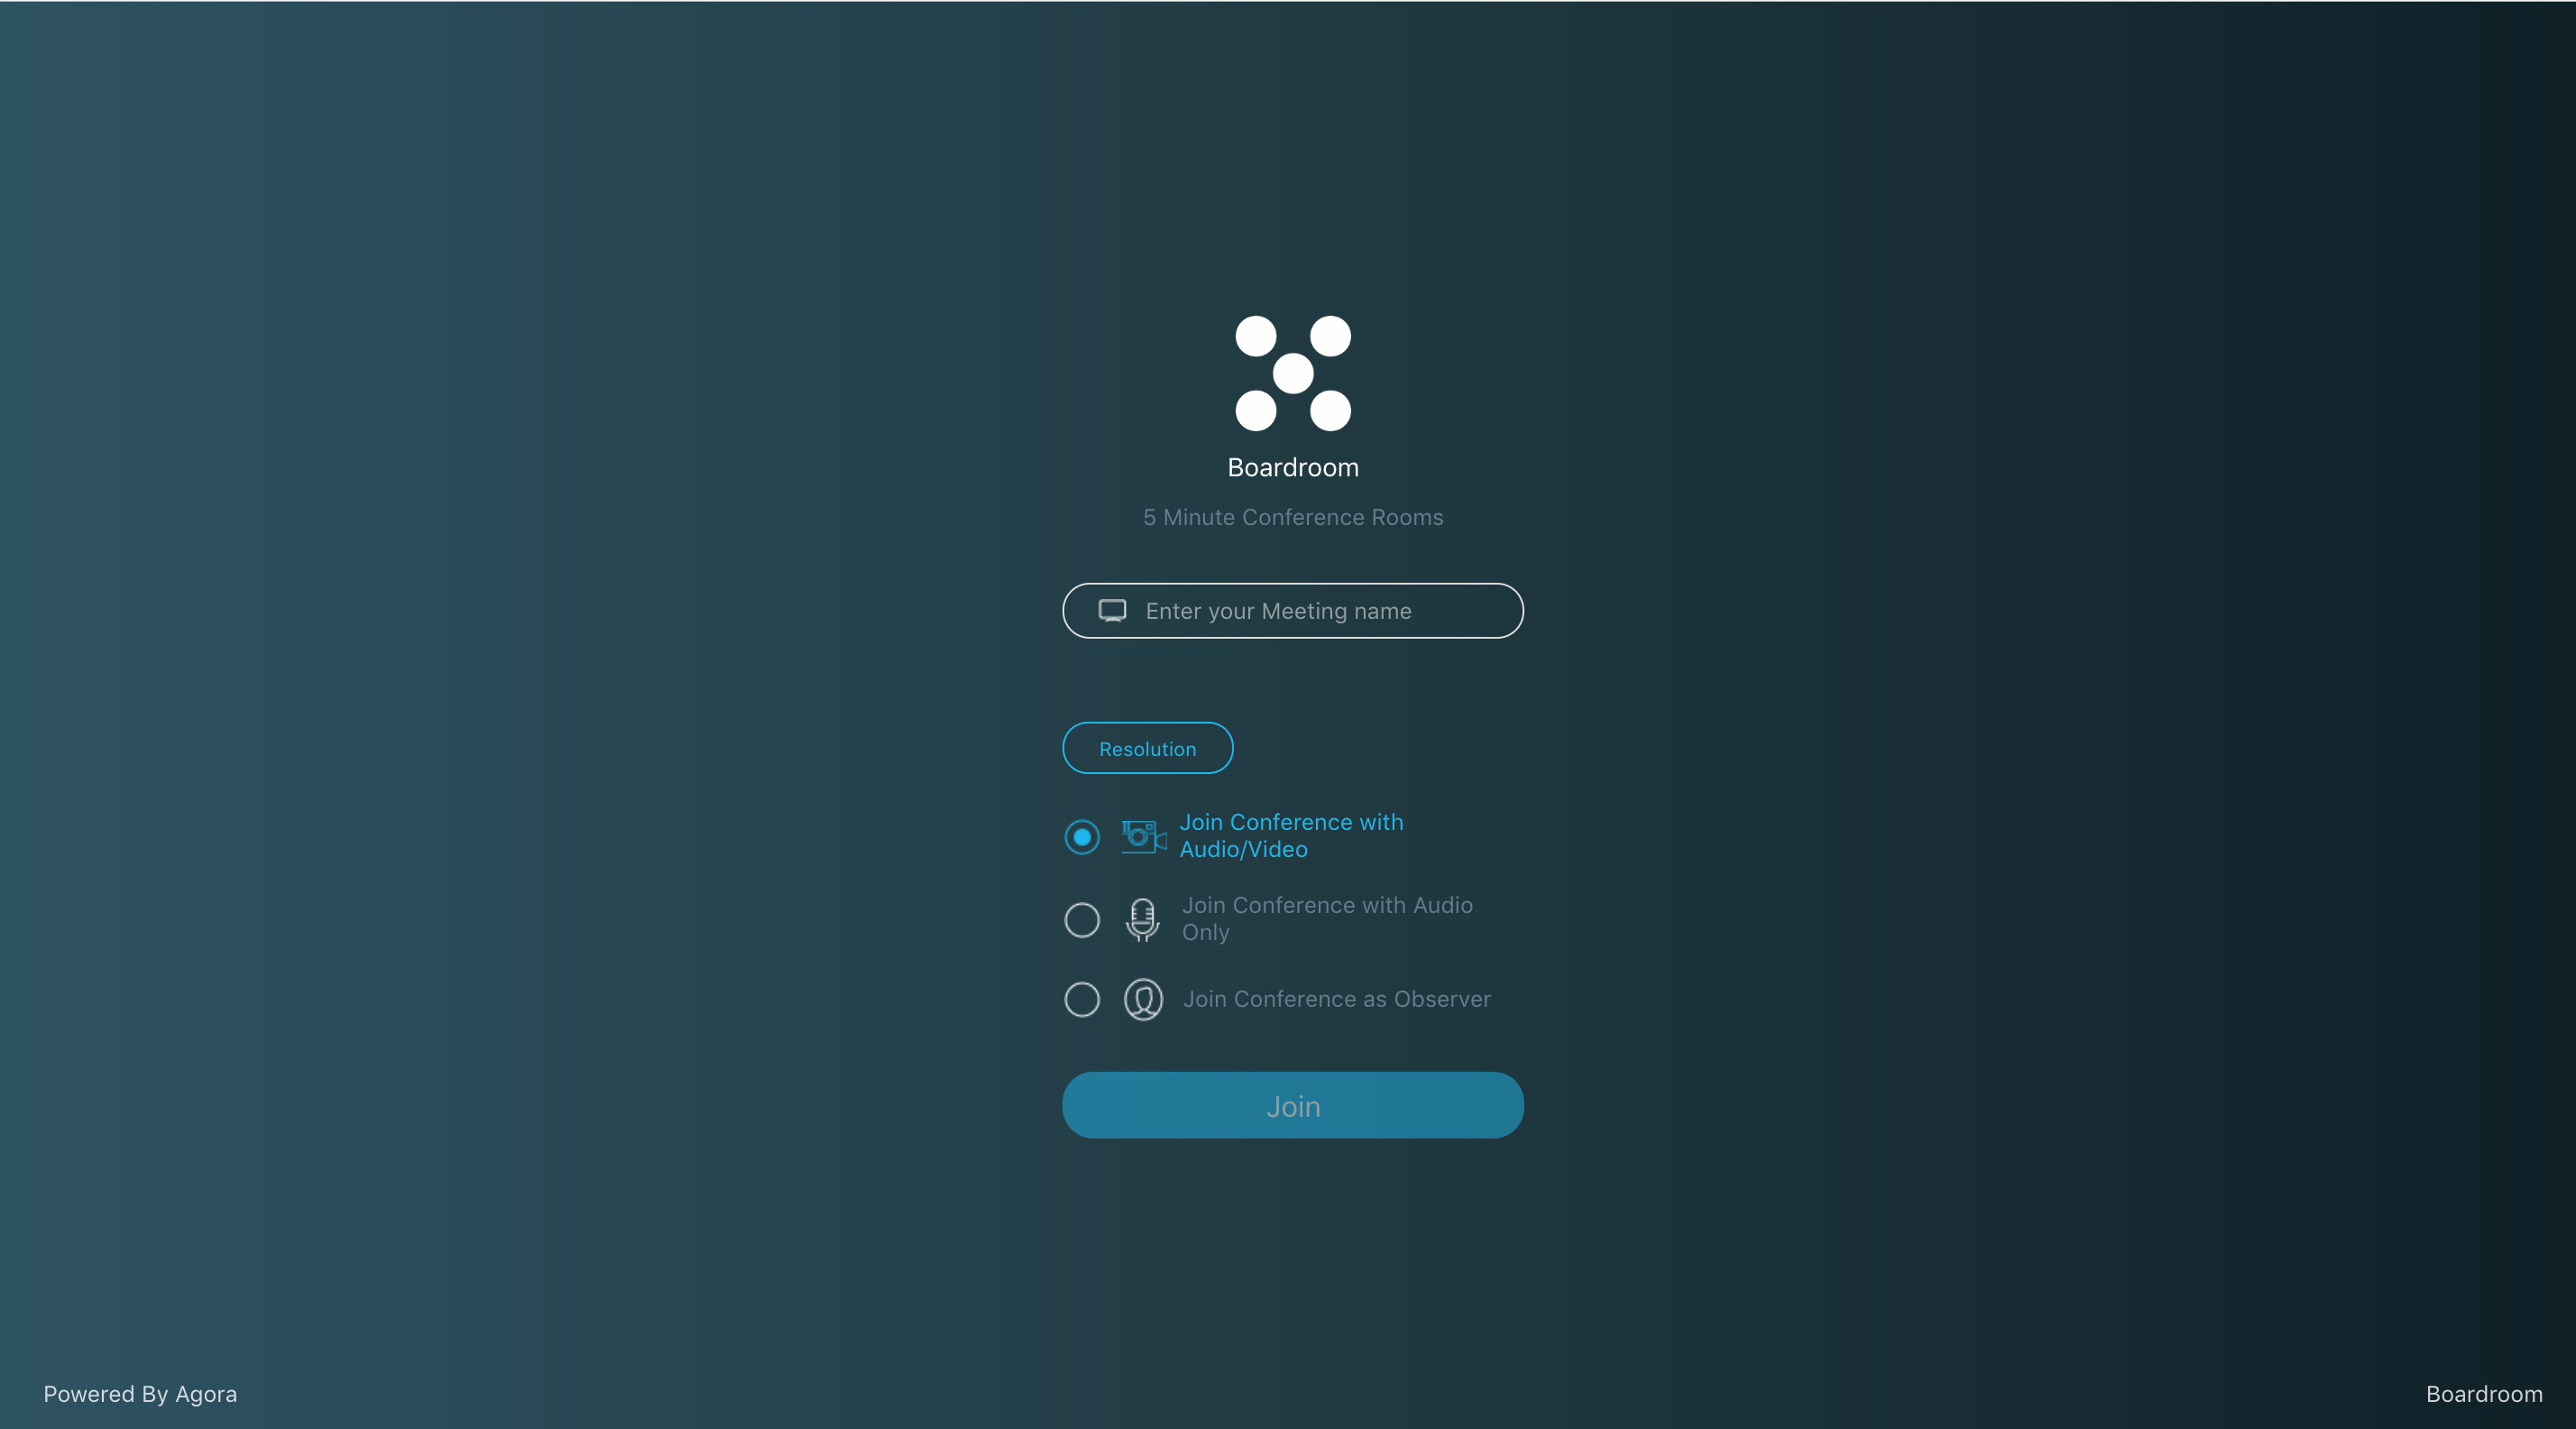 Boardroom
5 Minute Conference Rooms
Enter your Meeting name
Resolution
Join Conference with
Audio/Video
Join Conference with Audio
Only
Join Conference as Observer
Join
Powered By Agora
Boardroom